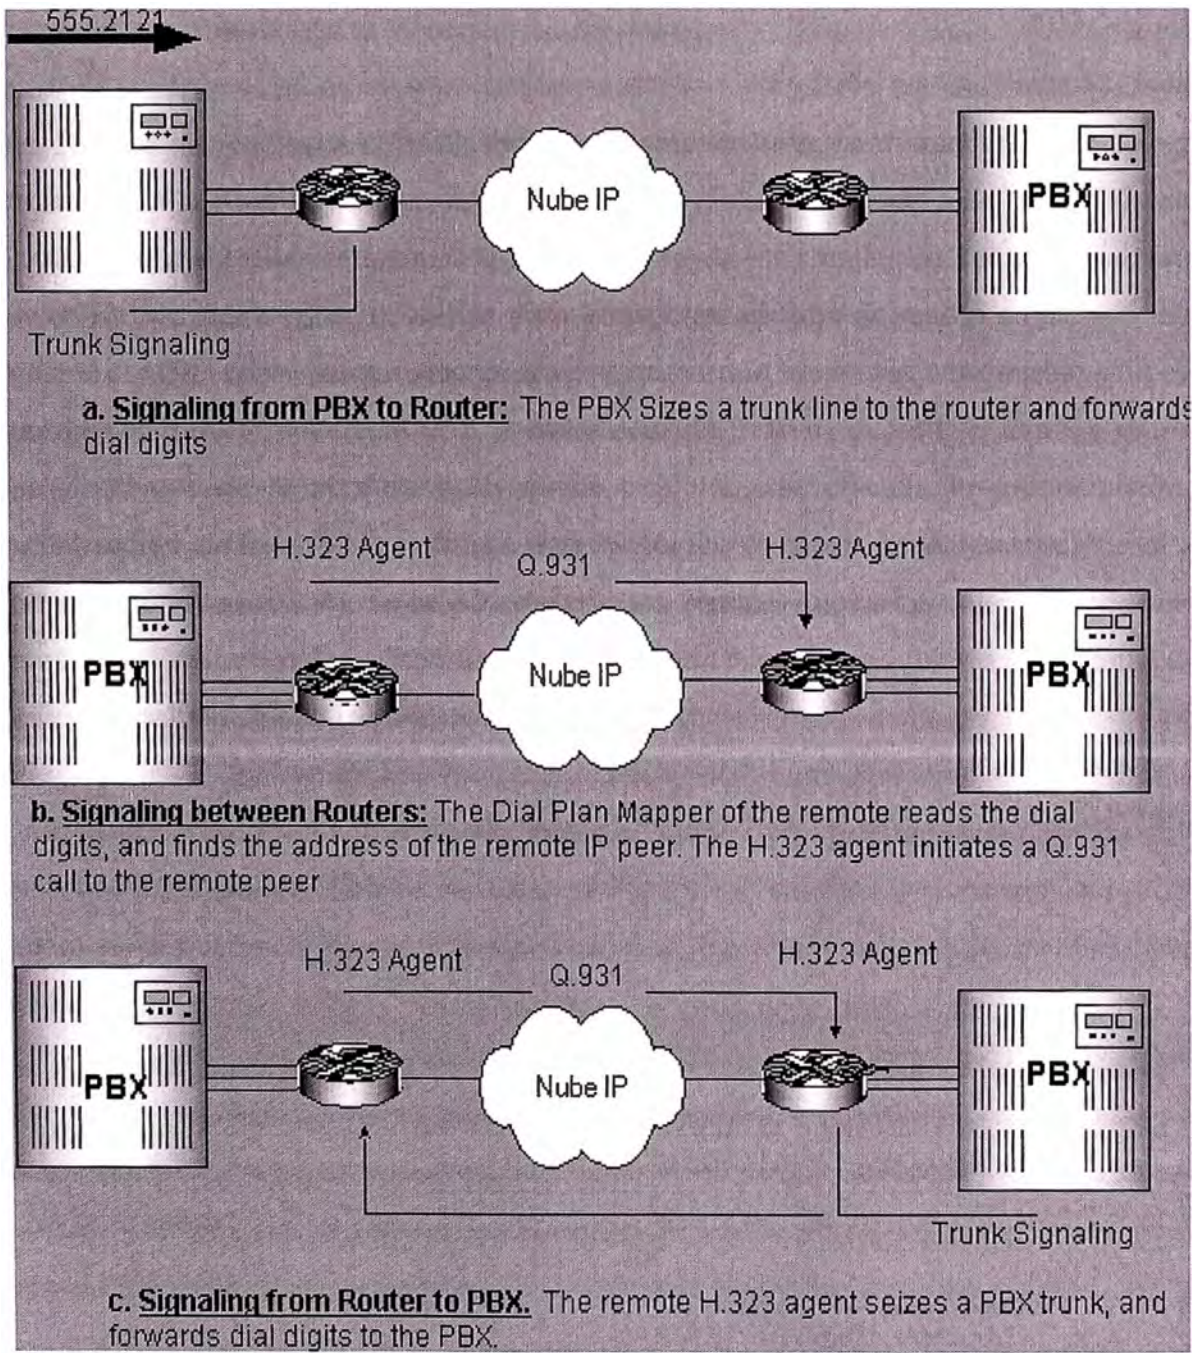 555.2121
Nube IP
PBX
Trunk Signaling
a. Signaling from PBX to Router: The PBX Sizes a trunk line to the router and forwards
dial digits
H.323 Agent
Q.931
H.323 Agent
PBX
Nube IP
PBX
b. Signaling between Routers: The Dial Plan Mapper of the remote reads the dial
digits, and finds the address of the remote IP peer. The H.323 agent initiates a Q.931
call to the remote peer
H.323 Agent
Q.931
H.323 Agent
PBX
Nube IP
PBX
Trunk Signaling
c. Signaling from Router to PBX. The remote H.323 agent seizes a PBX trunk, and
forwards dial digits to the PBX.